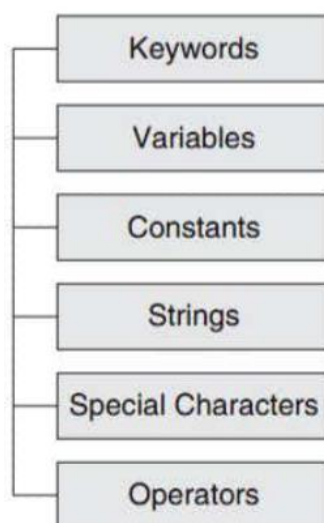 Keywords
Variables
Constants
Strings
Special Characters
Operators